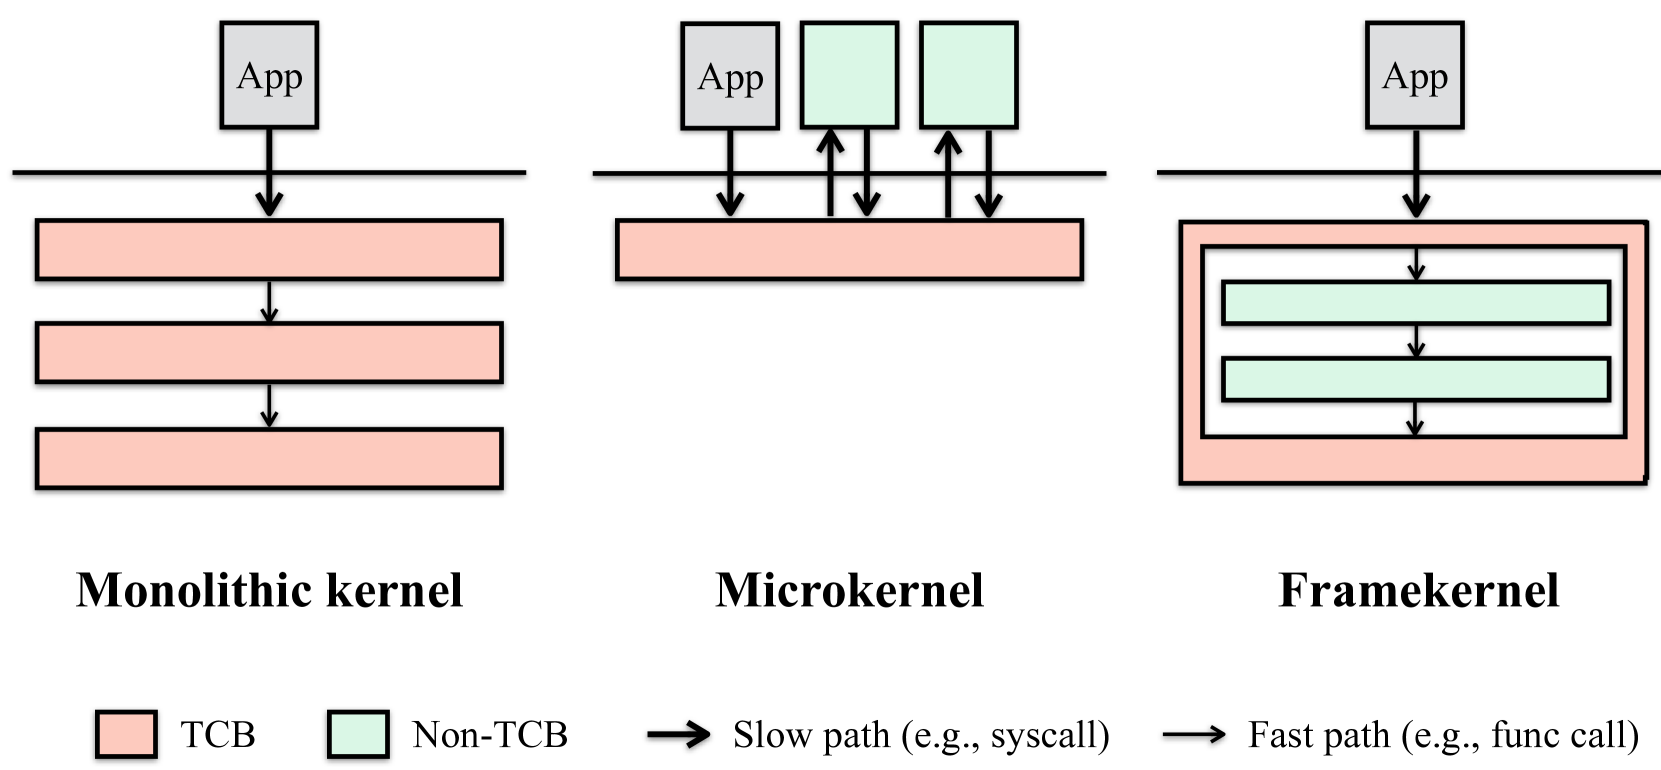 App
App
App
Monolithic kernel
Microkernel
Framekernel
TCB
Non-TCB
Slow path (e.g., syscall)
Fast path (e.g., func call)